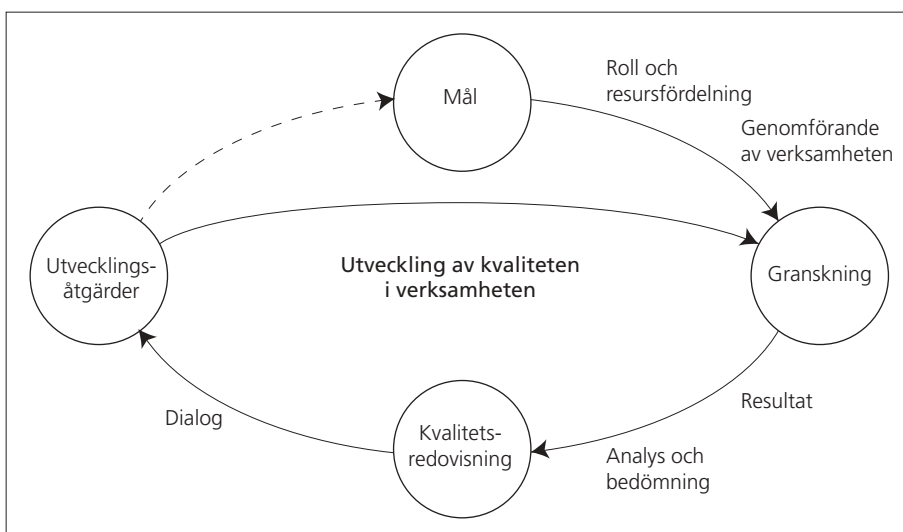 Mål
Roll och
resursfördelning
Genomförande
av verksamheten
Utvecklings-
åtgärder
Utveckling av kvaliteten
i verksamheten
Granskning
Dialog
Kvalitets-
redovisning
Resultat
Analys och
bedömning